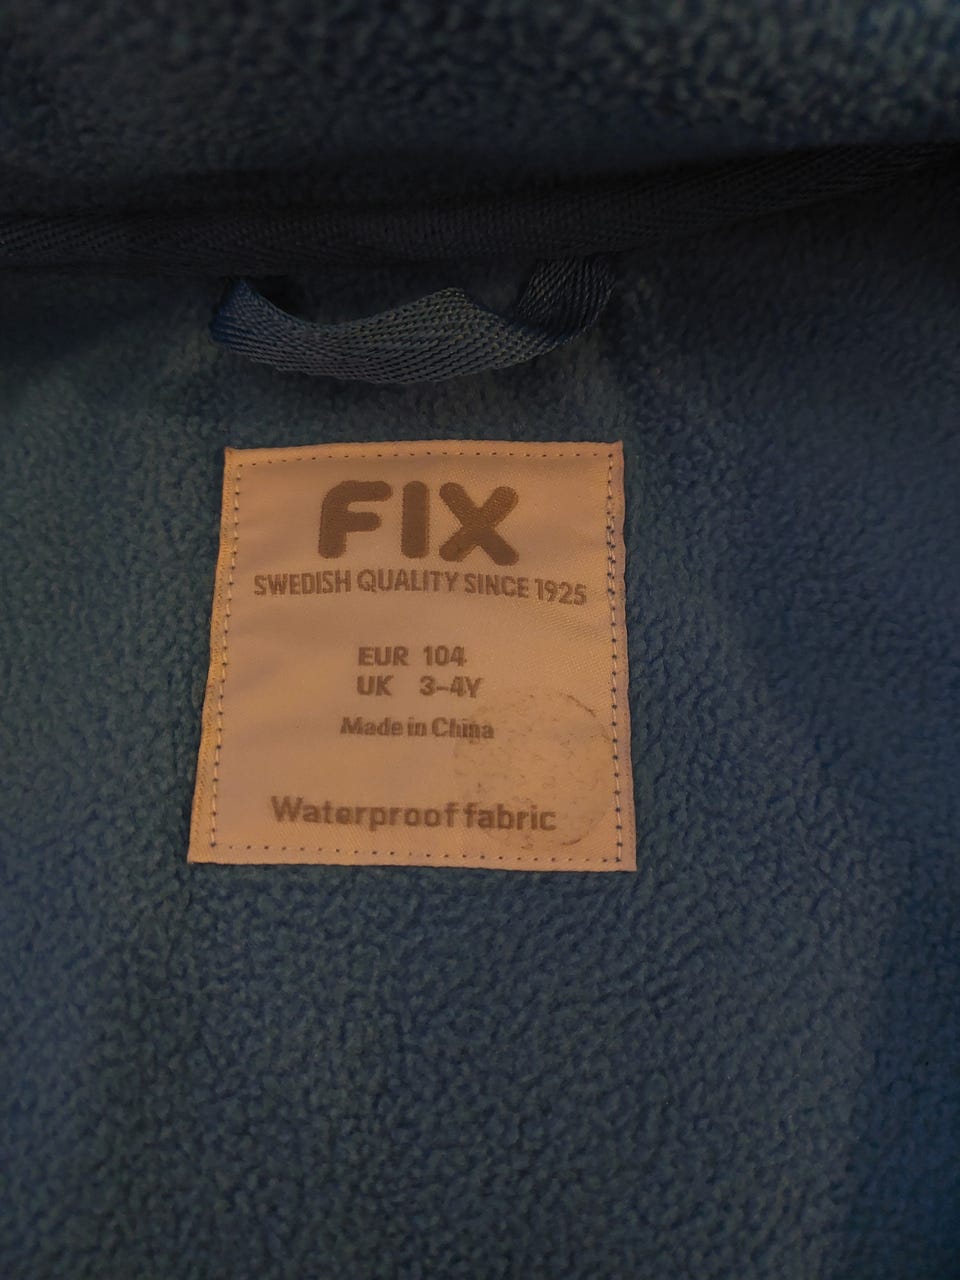 FIX
SWEDISH QUALITY SINCE 1925
EUR 104
UK 3-4Y
Made in China
Waterproof fabric